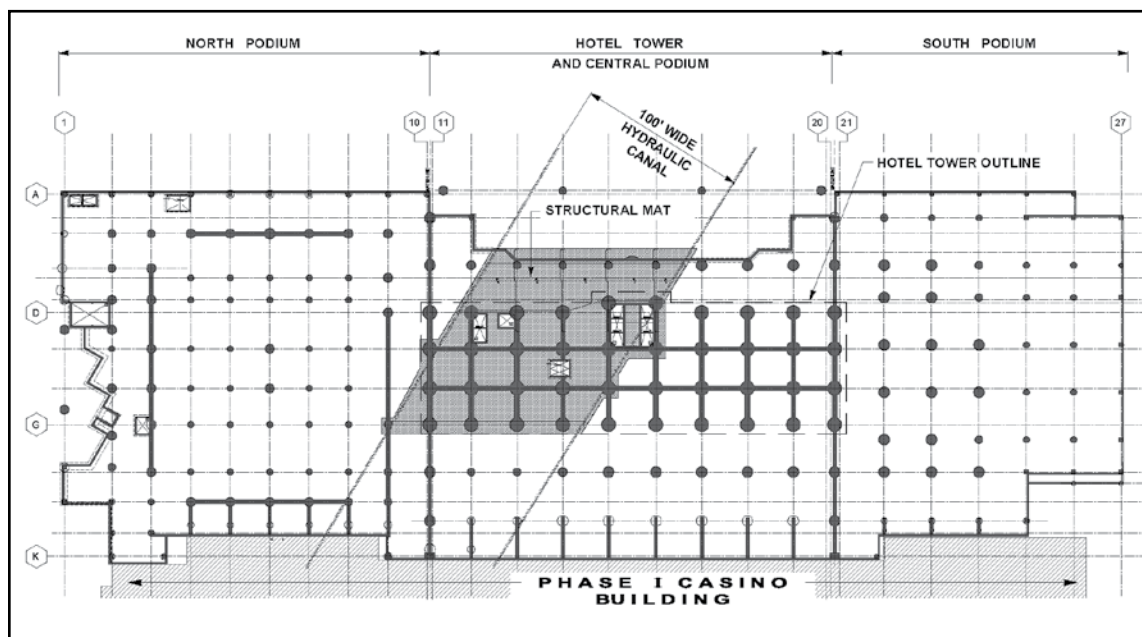 NORTH PODIUM
HOTEL TOWER
AND CENTRAL PODIUM
SOUTH PODIUM
1
10
11
100' WIDE
HYDRAULIC
CANAL
20
21
27
HOTEL TOWER OUTLINE
A
STRUCTURAL MAT
D
G
K
PHASE I CASINO
BUILDING